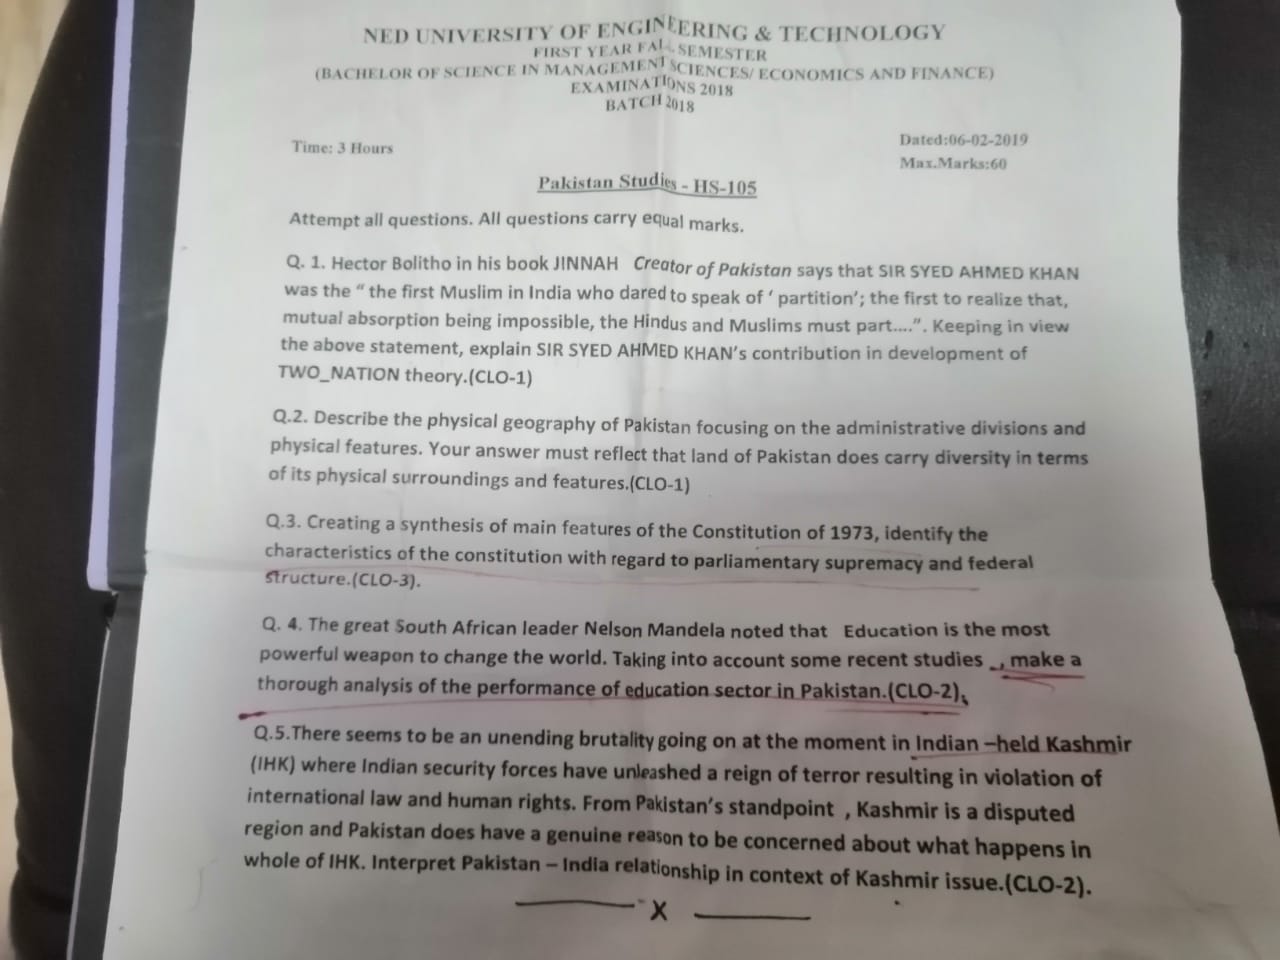 NED UNIVERSITY OF ENGINEERING & TECHNOLOGY
FIRST YEAR FALL SEMESTER
(BACHELOR OF SCIENCE IN MANAGEMENT SCIENCES/ ECONOMICS AND FINANCE)
EXAMINATIONS 2018
BATCH 2018
Time: 3 Hours
Dated:06-02-2019
Max.Marks:60
Pakistan Studies - HS-105
Attempt all questions. All questions carry equal marks.
Q. 1. Hector Bolitho in his book JINNAH Creator of Pakistan says that SIR SYED AHMED KHAN
was the “ the first Muslim in India who dared to speak of ‘ partition’; the first to realize that,
mutual absorption being impossible, the Hindus and Muslims must part....”. Keeping in view
the above statement, explain SIR SYED AHMED KHAN’s contribution in development of
TWO_NATION theory.(CLO-1)
Q.2. Describe the physical geography of Pakistan focusing on the administrative divisions and
physical features. Your answer must reflect that land of Pakistan does carry diversity in terms
of its physical surroundings and features.(CLO-1)
Q.3. Creating a synthesis of main features of the Constitution of 1973, identify the
characteristics of the constitution with regard to parliamentary supremacy and federal
structure.(CLO-3).
Q. 4. The great South African leader Nelson Mandela noted that Education is the most
powerful weapon to change the world. Taking into account some recent studies , make a
thorough analysis of the performance of education sector in Pakistan.(CLO-2).
Q.5.There seems to be an unending brutality going on at the moment in Indian –held Kashmir
(IHK) where Indian security forces have unleashed a reign of terror resulting in violation of
international law and human rights. From Pakistan’s standpoint , Kashmir is a disputed
region and Pakistan does have a genuine reason to be concerned about what happens in
whole of IHK. Interpret Pakistan – India relationship in context of Kashmir issue.(CLO-2).
X